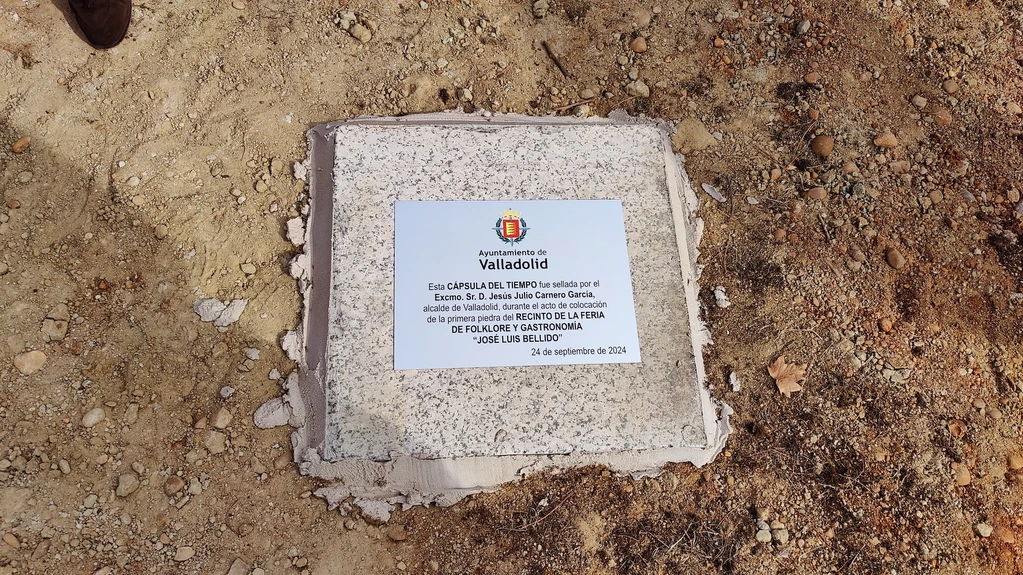 Ayuntamiento de
Valladolid
Esta CÁPSULA DEL TIEMPO fue sellada por el
Excmo. Sr. D. Jesús Julio Carnero García,
alcalde de Valladolid, durante el acto de colocación
de la primera piedra del RECINTO DE LA FERIA
DE FOLKLORE Y GASTRONOMÍA
“JOSÉ LUIS BELLIDO”
24 de septiembre de 2024